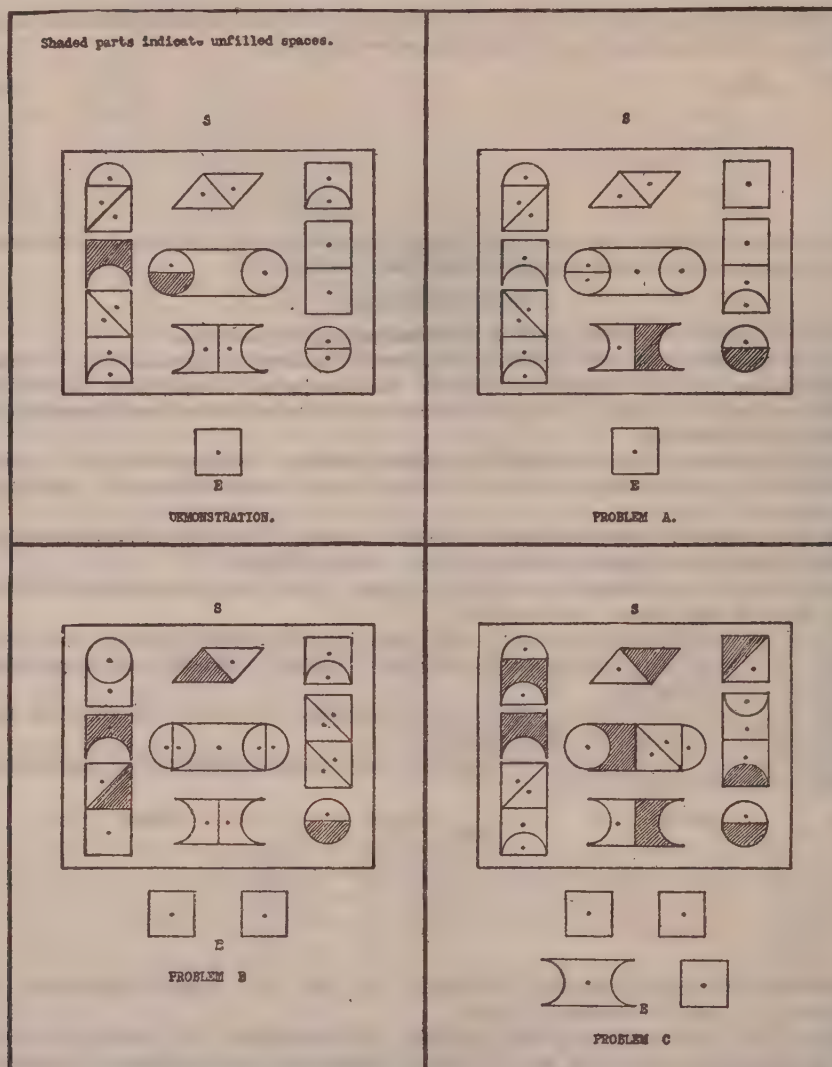 Shaded parts indicate unfilled spaces.
S
S
E
DEMONSTRATION.
E
PROBLEM A.
S
S
E
PROBLEM B
E
PROBLEM C